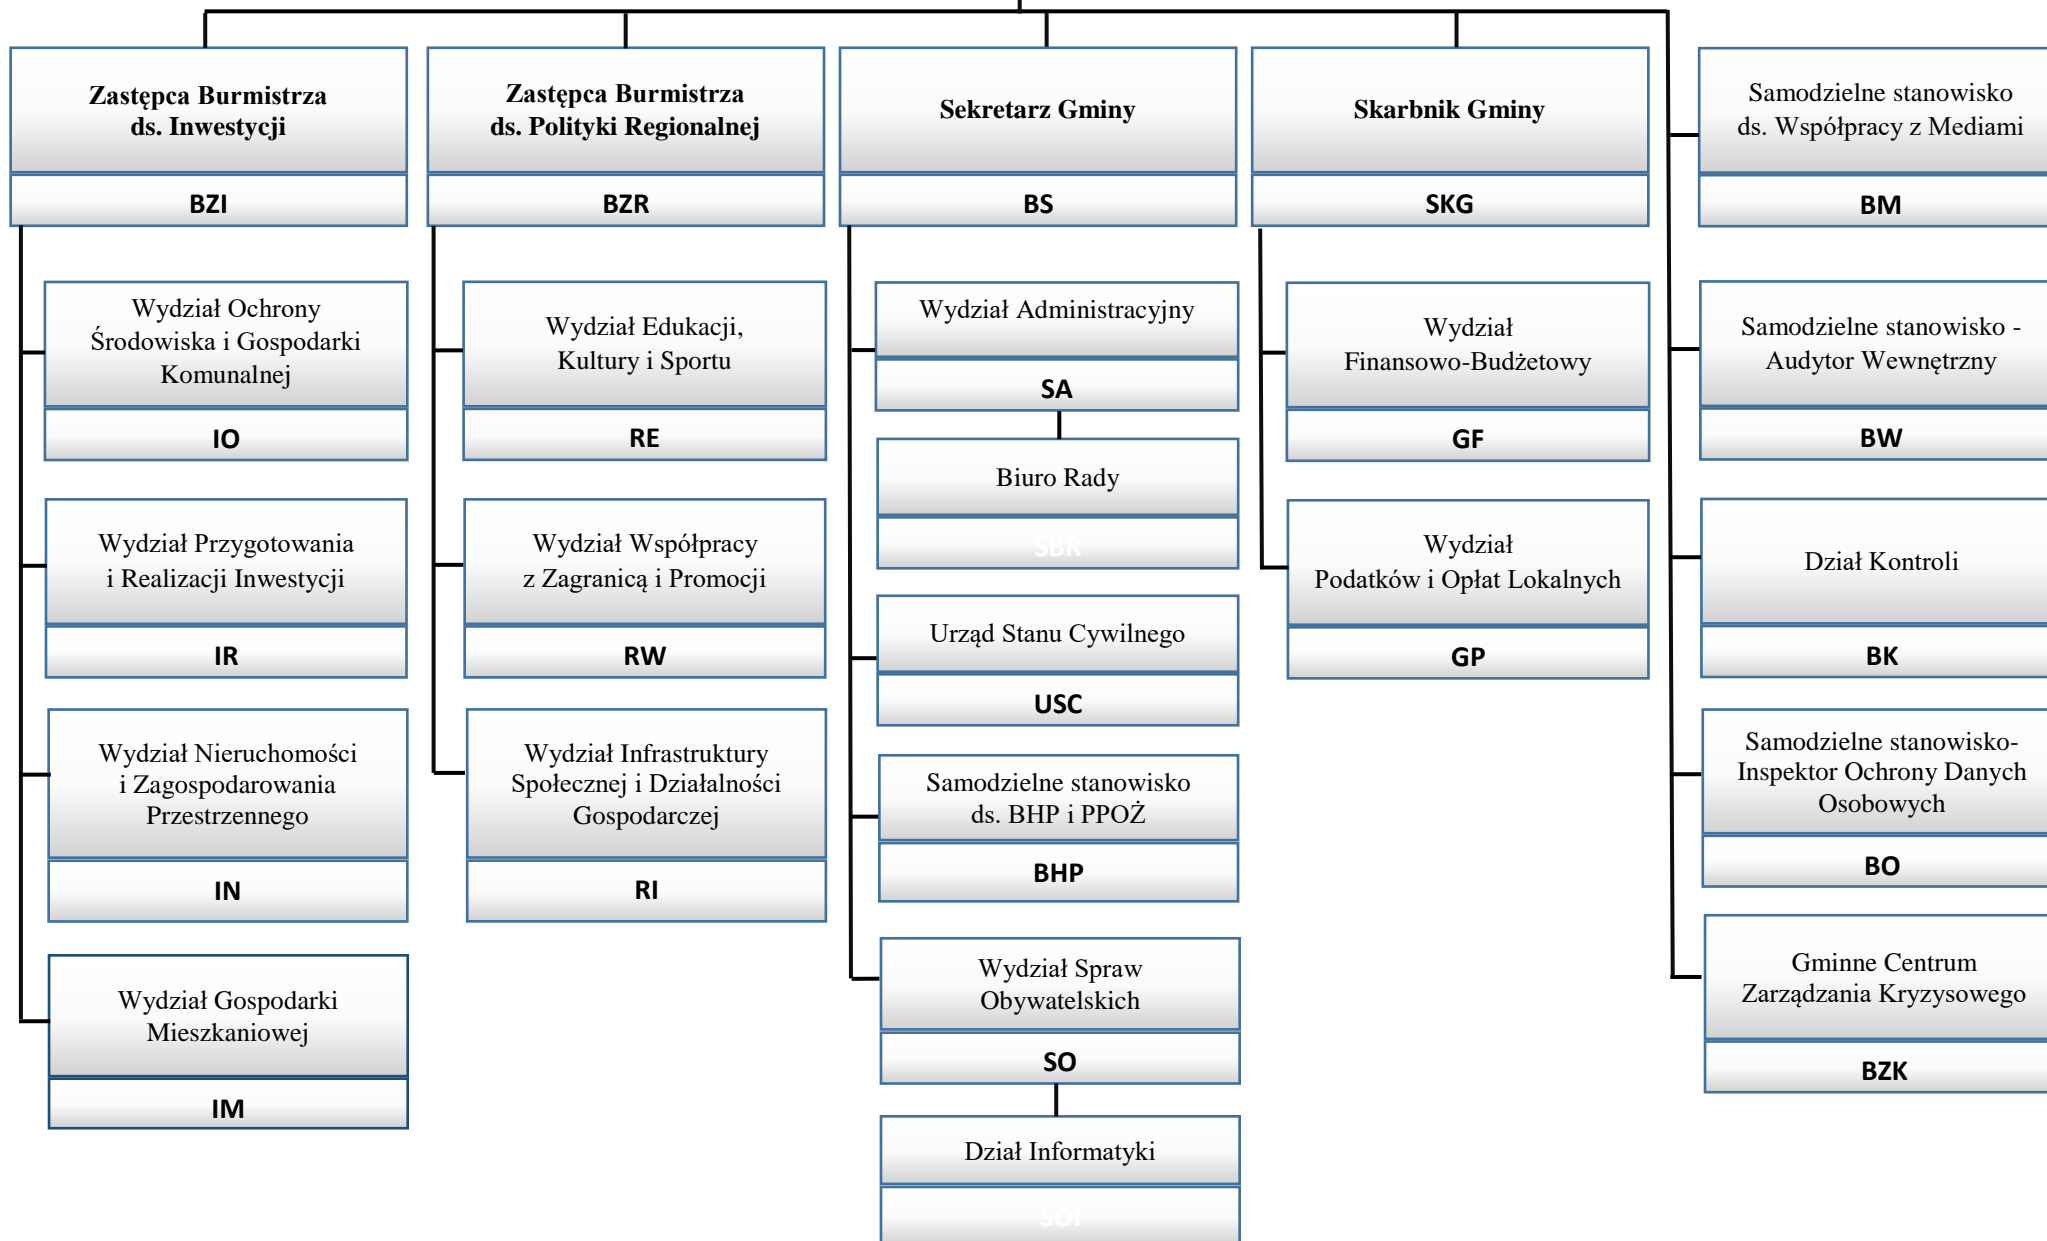 Zastępca Burmistrza
ds. Inwestycji
BZI
Wydział Ochrony
Środowiska i Gospodarki
Komunalnej
IO
Wydział Przygotowania
i Realizacji Inwestycji
IR
Wydział Nieruchomości
i Zagospodarowania
Przestrzennego
IN
Wydział Gospodarki
Mieszkaniowej
IM
Zastępca Burmistrza
ds. Polityki Regionalnej
BZR
Wydział Edukacji,
Kultury i Sportu
RE
Wydział Współpracy
z Zagranicą i Promocji
RW
Wydział Infrastruktury
Społecznej i Działalności
Gospodarczej
RI
Sekretarz Gminy
BS
Wydział Administracyjny
SA
Biuro Rady
SBR
Urząd Stanu Cywilnego
USC
Samodzielne stanowisko
ds. BHP i PPOŻ
BHP
Wydział Spraw
Obywatelskich
SO
Dział Informatyki
SOI
Skarbnik Gminy
SKG
Wydział
Finansowo-Budżetowy
GF
Wydział
Podatków i Opłat Lokalnych
GP
Samodzielne stanowisko
ds. Współpracy z Mediami
BM
Samodzielne stanowisko -
Audytor Wewnętrzny
BW
Dział Kontroli
BK
Samodzielne stanowisko-
Inspektor Ochrony Danych
Osobowych
BO
Gminne Centrum
Zarządzania Kryzysowego
BZK